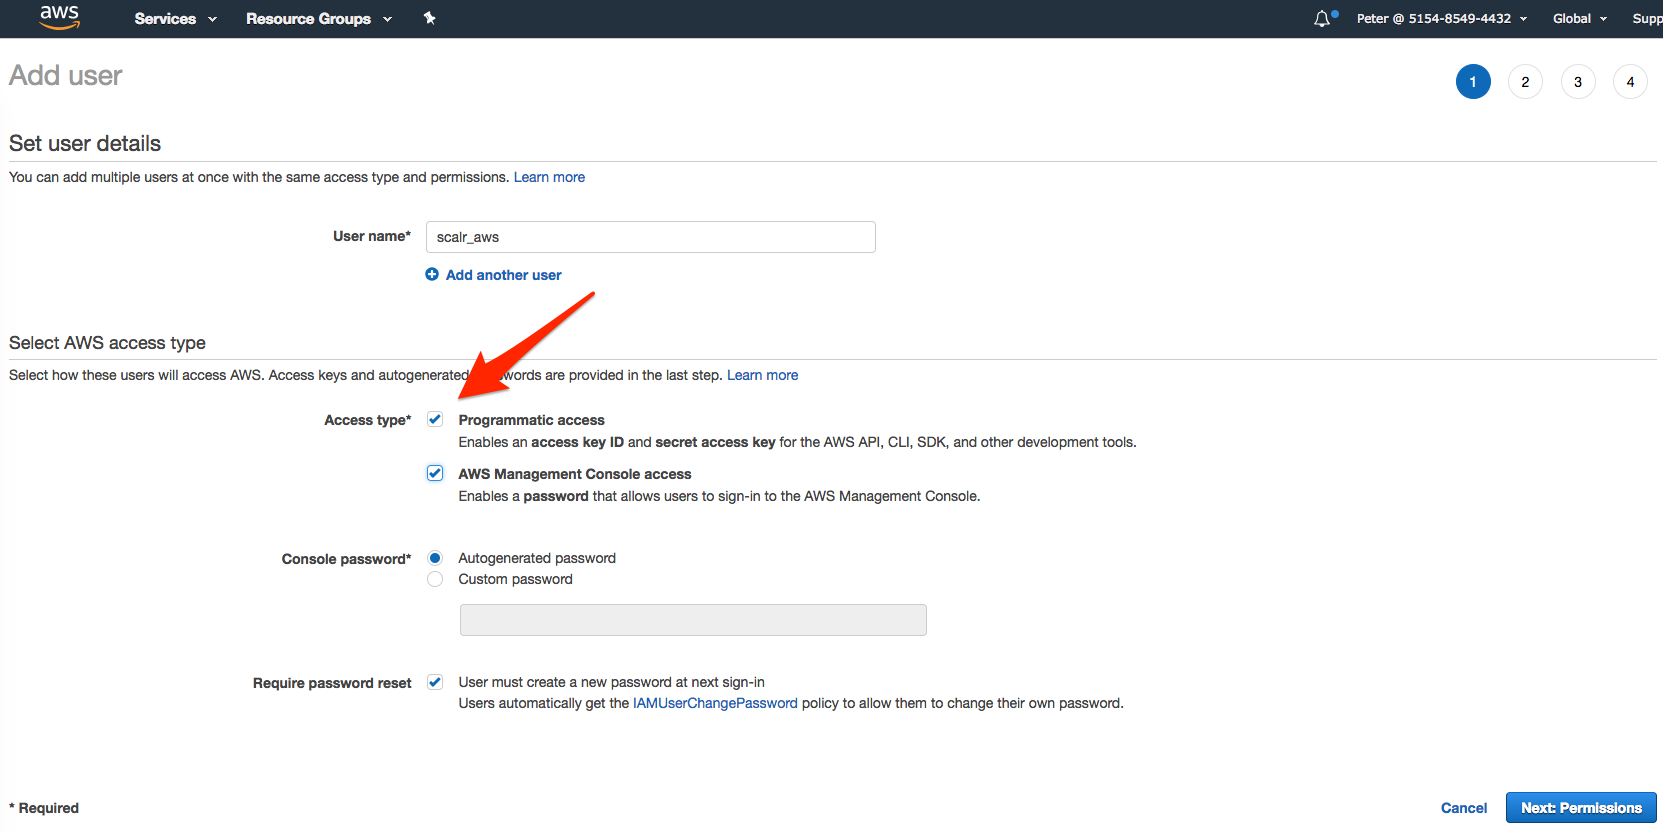 aws Services Resource Groups Peter @ 5154-8549-4432 Global Supp
Add user 1 2 3 4
Set user details
You can add multiple users at once with the same access type and permissions. Learn more
User name* scalr_aws
Add another user
Select AWS access type
Select how these users will access AWS. Access keys and autogenerated words are provided in the last step. Learn more
Access type* Programmatic access
Enables an access key ID and secret access key for the AWS API, CLI, SDK, and other development tools.
AWS Management Console access
Enables a password that allows users to sign-in to the AWS Management Console.
Console password* Autogenerated password
Custom password
Require password reset User must create a new password at next sign-in
Users automatically get the IAMUserChangePassword policy to allow them to change their own password.
* Required Cancel Next: Permissions